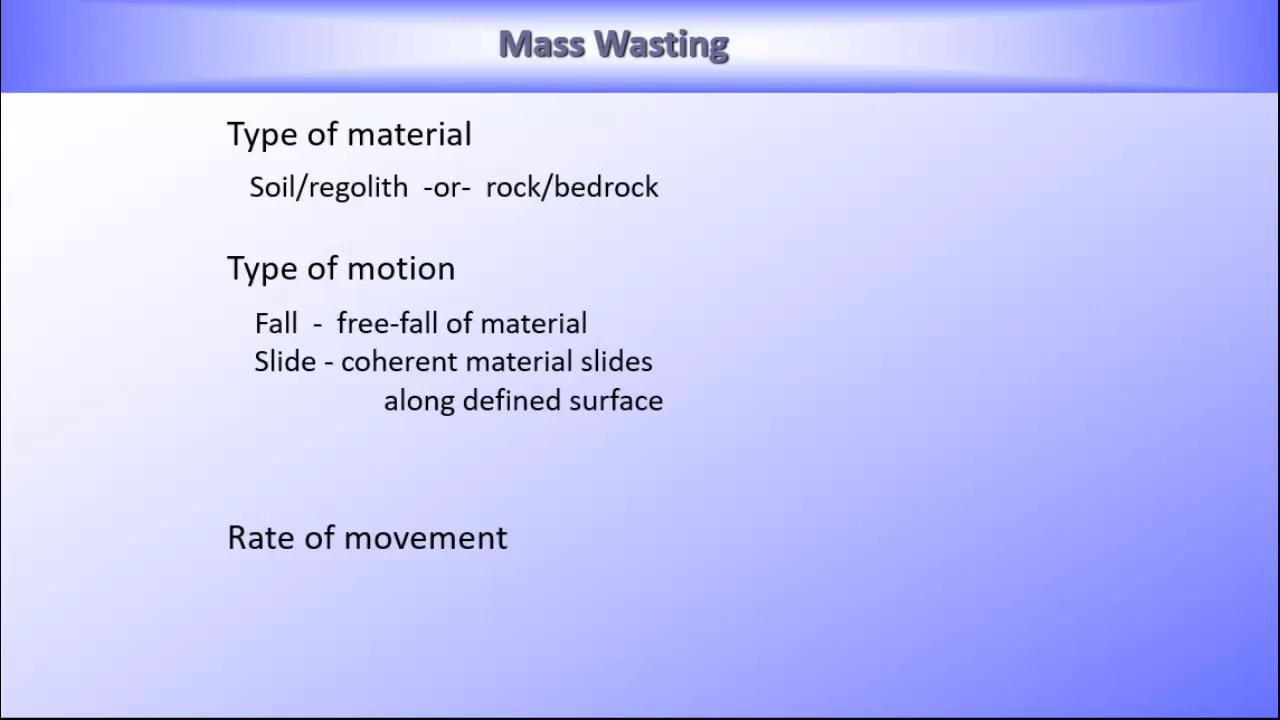 Mass Wasting
Type of material
Soil/regolith -or- rock/bedrock
Type of motion
Fall - free-fall of material
Slide - coherent material slides
along defined surface
Rate of movement